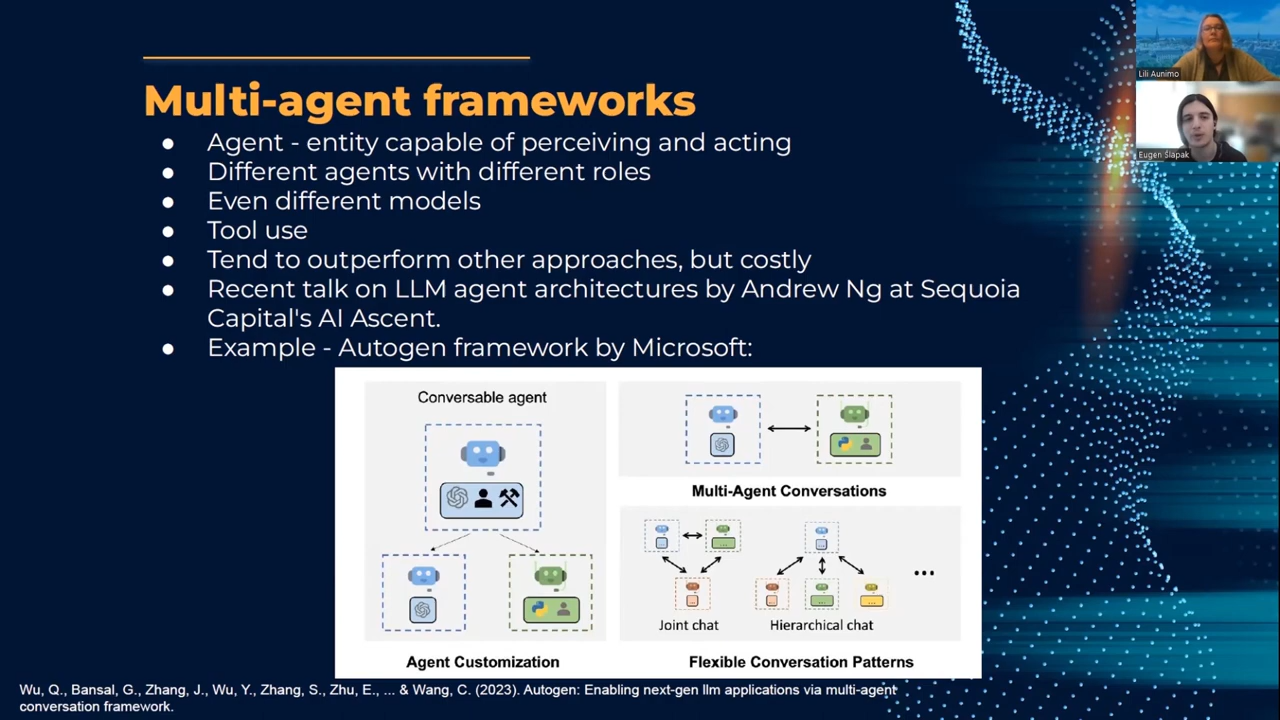 Multi-agent frameworks
● Agent - entity capable of perceiving and acting
● Different agents with different roles
● Even different models
● Tool use
● Tend to outperform other approaches, but costly
● Recent talk on LLM agent architectures by Andrew Ng at Sequoia
Capital's AI Ascent.
● Example - Autogen framework by Microsoft:
Conversable agent
Agent Customization
Multi-Agent Conversations
...
Joint chat
Hierarchical chat
Flexible Conversation Patterns
Wu, Q., Bansal, G., Zhang, J., Wu, Y., Zhang, S., Zhu, E., ... & Wang, C. (2023). Autogen: Enabling next-gen llm applications via multi-agent
conversation framework.
Lili Aunimo
Eugen Šlapak